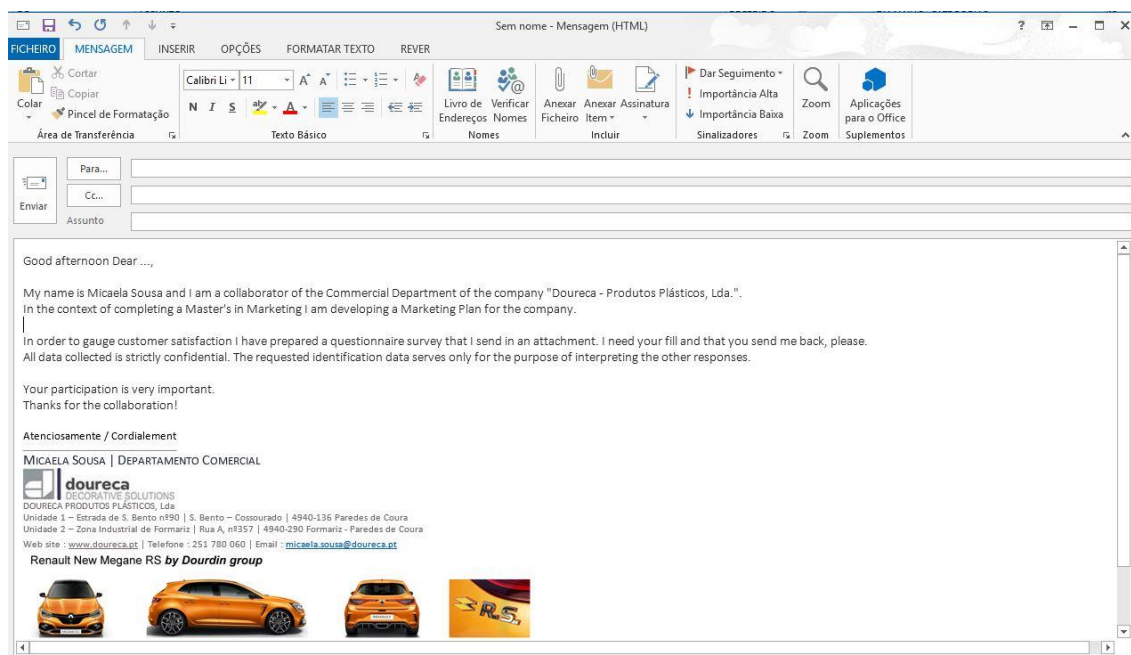 Sem nome - Mensagem (HTML)
FICHEIRO MENSAGEM INSERIR OPÇÕES FORMATAR TEXTO REVER
Colar
Cortar
Copiar
Pincel de Formatação
Área de Transferência
Calibri Li 11
N I S
Texto Básico
Livro de Endereços
Verificar Nomes
Nomes
Anexar Ficheiro
Anexar Item
Assinatura
Incluir
Dar Seguimento
Importância Alta
Importância Baixa
Sinalizadores
Zoom
Zoom
Aplicações para o Office
Suplementos
Enviar
Para...
Cc...
Assunto
Good afternoon Dear ...,
My name is Micaela Sousa and I am a collaborator of the Commercial Department of the company "Doureca - Produtos Plásticos, Lda.".
In the context of completing a Master's in Marketing I am developing a Marketing Plan for the company.
In order to gauge customer satisfaction I have prepared a questionnaire survey that I send in an attachment. I need your fill and that you send me back, please.
All data collected is strictly confidential. The requested identification data serves only for the purpose of interpreting the other responses.
Your participation is very important.
Thanks for the collaboration!
Atenciosamente / Cordialement
MICAELA SOUSA | DEPARTAMENTO COMERCIAL
doureca
DECORATIVE SOLUTIONS
DOURECA PRODUTOS PLÁSTICOS, Lda
Unidade 1 – Estrada de S. Bento nº90 | S. Bento – Cossourado | 4940-136 Paredes de Coura
Unidade 2 – Zona Industrial de Formariz | Rua A, nº357 | 4940-290 Formariz - Paredes de Coura
Web site : www.doureca.pt | Telefone : 251 780 060 | Email : micaela.sousa@doureca.pt
Renault New Megane RS by Dourdin group
R.S.